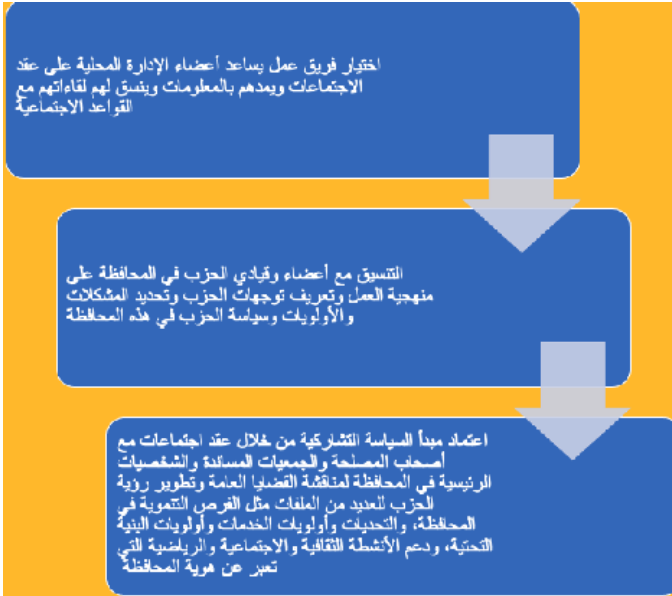 اختيار فريق عمل يساعد أعضاء الإدارة المحلية على عقد
الاجتماعات ويمدهم بالمعلومات وينسق لهم لقاءاتهم مع
القواعد الاجتماعية
التنسيق مع أعضاء وقيادي الحزب في المحافظة على
منهجية العمل وتعريف توجهات الحزب وتحديد المشكلات
والأولويات وسياسة الحزب في هذه المحافظة
اعتماد مبدأ السياسة التشاركية من خلال عقد اجتماعات مع
أصحاب المصلحة والجمعيات المساندة والشخصيات
الرئيسية في المحافظة لمناقشة القضايا العامة وتطوير رؤية
الحزب للعديد من الملفات مثل الفرص التنموية في
المحافظة، والتحديات وأولويات الخدمات وأولويات البنية
التحتية، ودعم الأنشطة الثقافية والاجتماعية والرياضية التي
تعبر عن هوية المحافظة